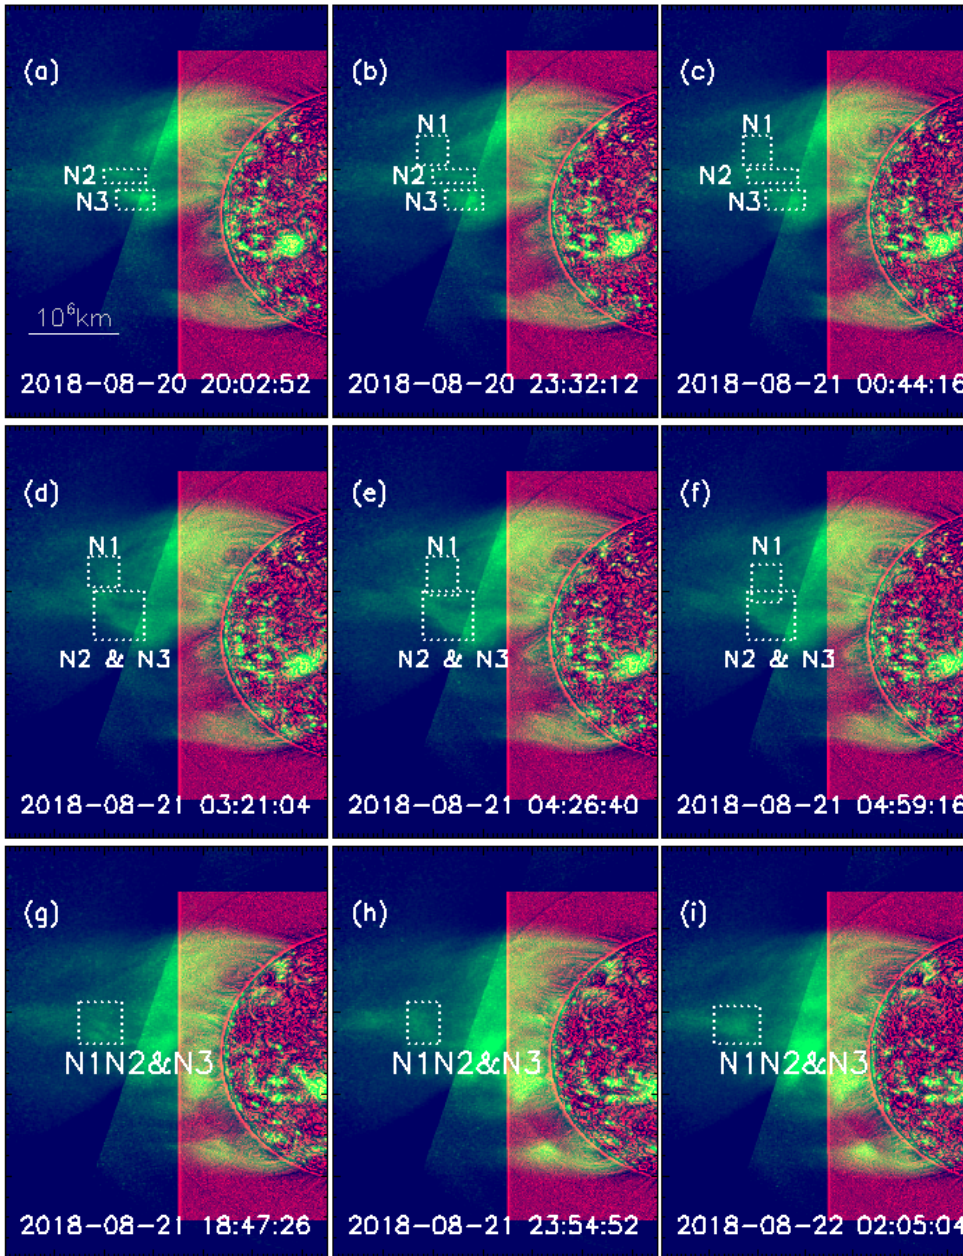 (a)
N2
N3
10⁶km
2018-08-20 20:02:52
(b)
N1
N2
N3
2018-08-20 23:32:12
(c)
N1
N2
N3
2018-08-21 00:44:16
(d)
N1
N2 & N3
2018-08-21 03:21:04
(e)
N1
N2 & N3
2018-08-21 04:26:40
(f)
N1
N2 & N3
2018-08-21 04:59:16
(g)
N1N2&N3
2018-08-21 18:47:26
(h)
N1N2&N3
2018-08-21 23:54:52
(i)
N1N2&N3
2018-08-22 02:05:04